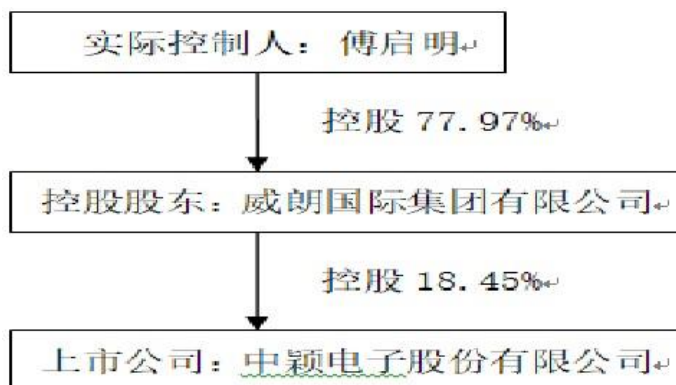 实际控制人：傅启明
控股 77.97%
控股股东：威朗国际集团有限公司
控股 18.45%
上市公司：中颖电子股份有限公司